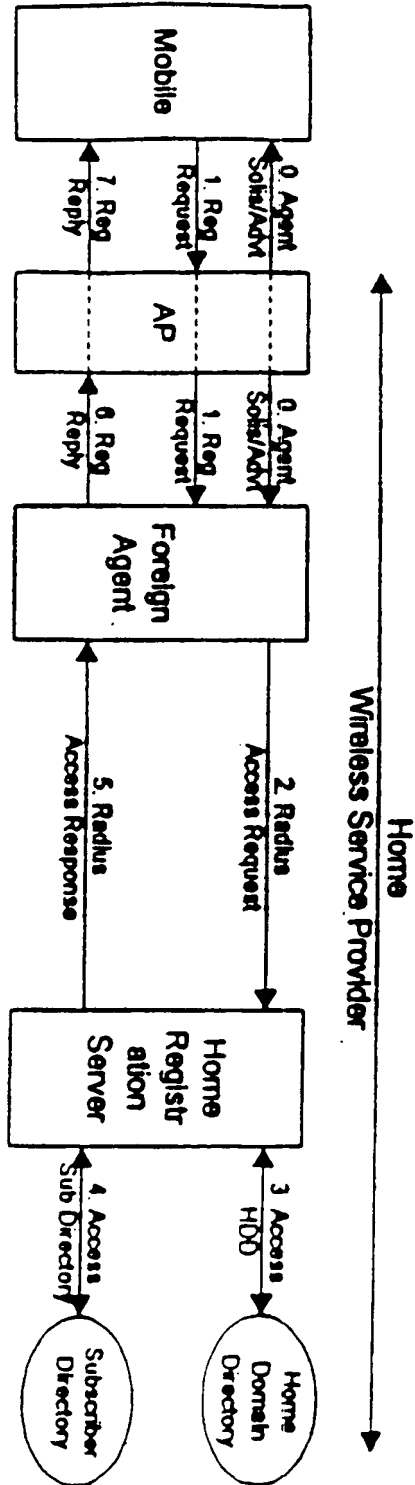 Home
Wireless Service Provider
Mobile
0. Agent
Solis/Advt
1. Reg
Request
7. Reg
Reply
AP
0. Agent
Solis/Advt
1. Reg
Request
6. Reg
Reply
Foreign
Agent
2. Radius
Access Request
5. Radius
Access Response
Home
Registr
ation
Server
3 Access
HDD
4. Access
Sub Directory
Home
Domain
Directory
Subscriber
Directory